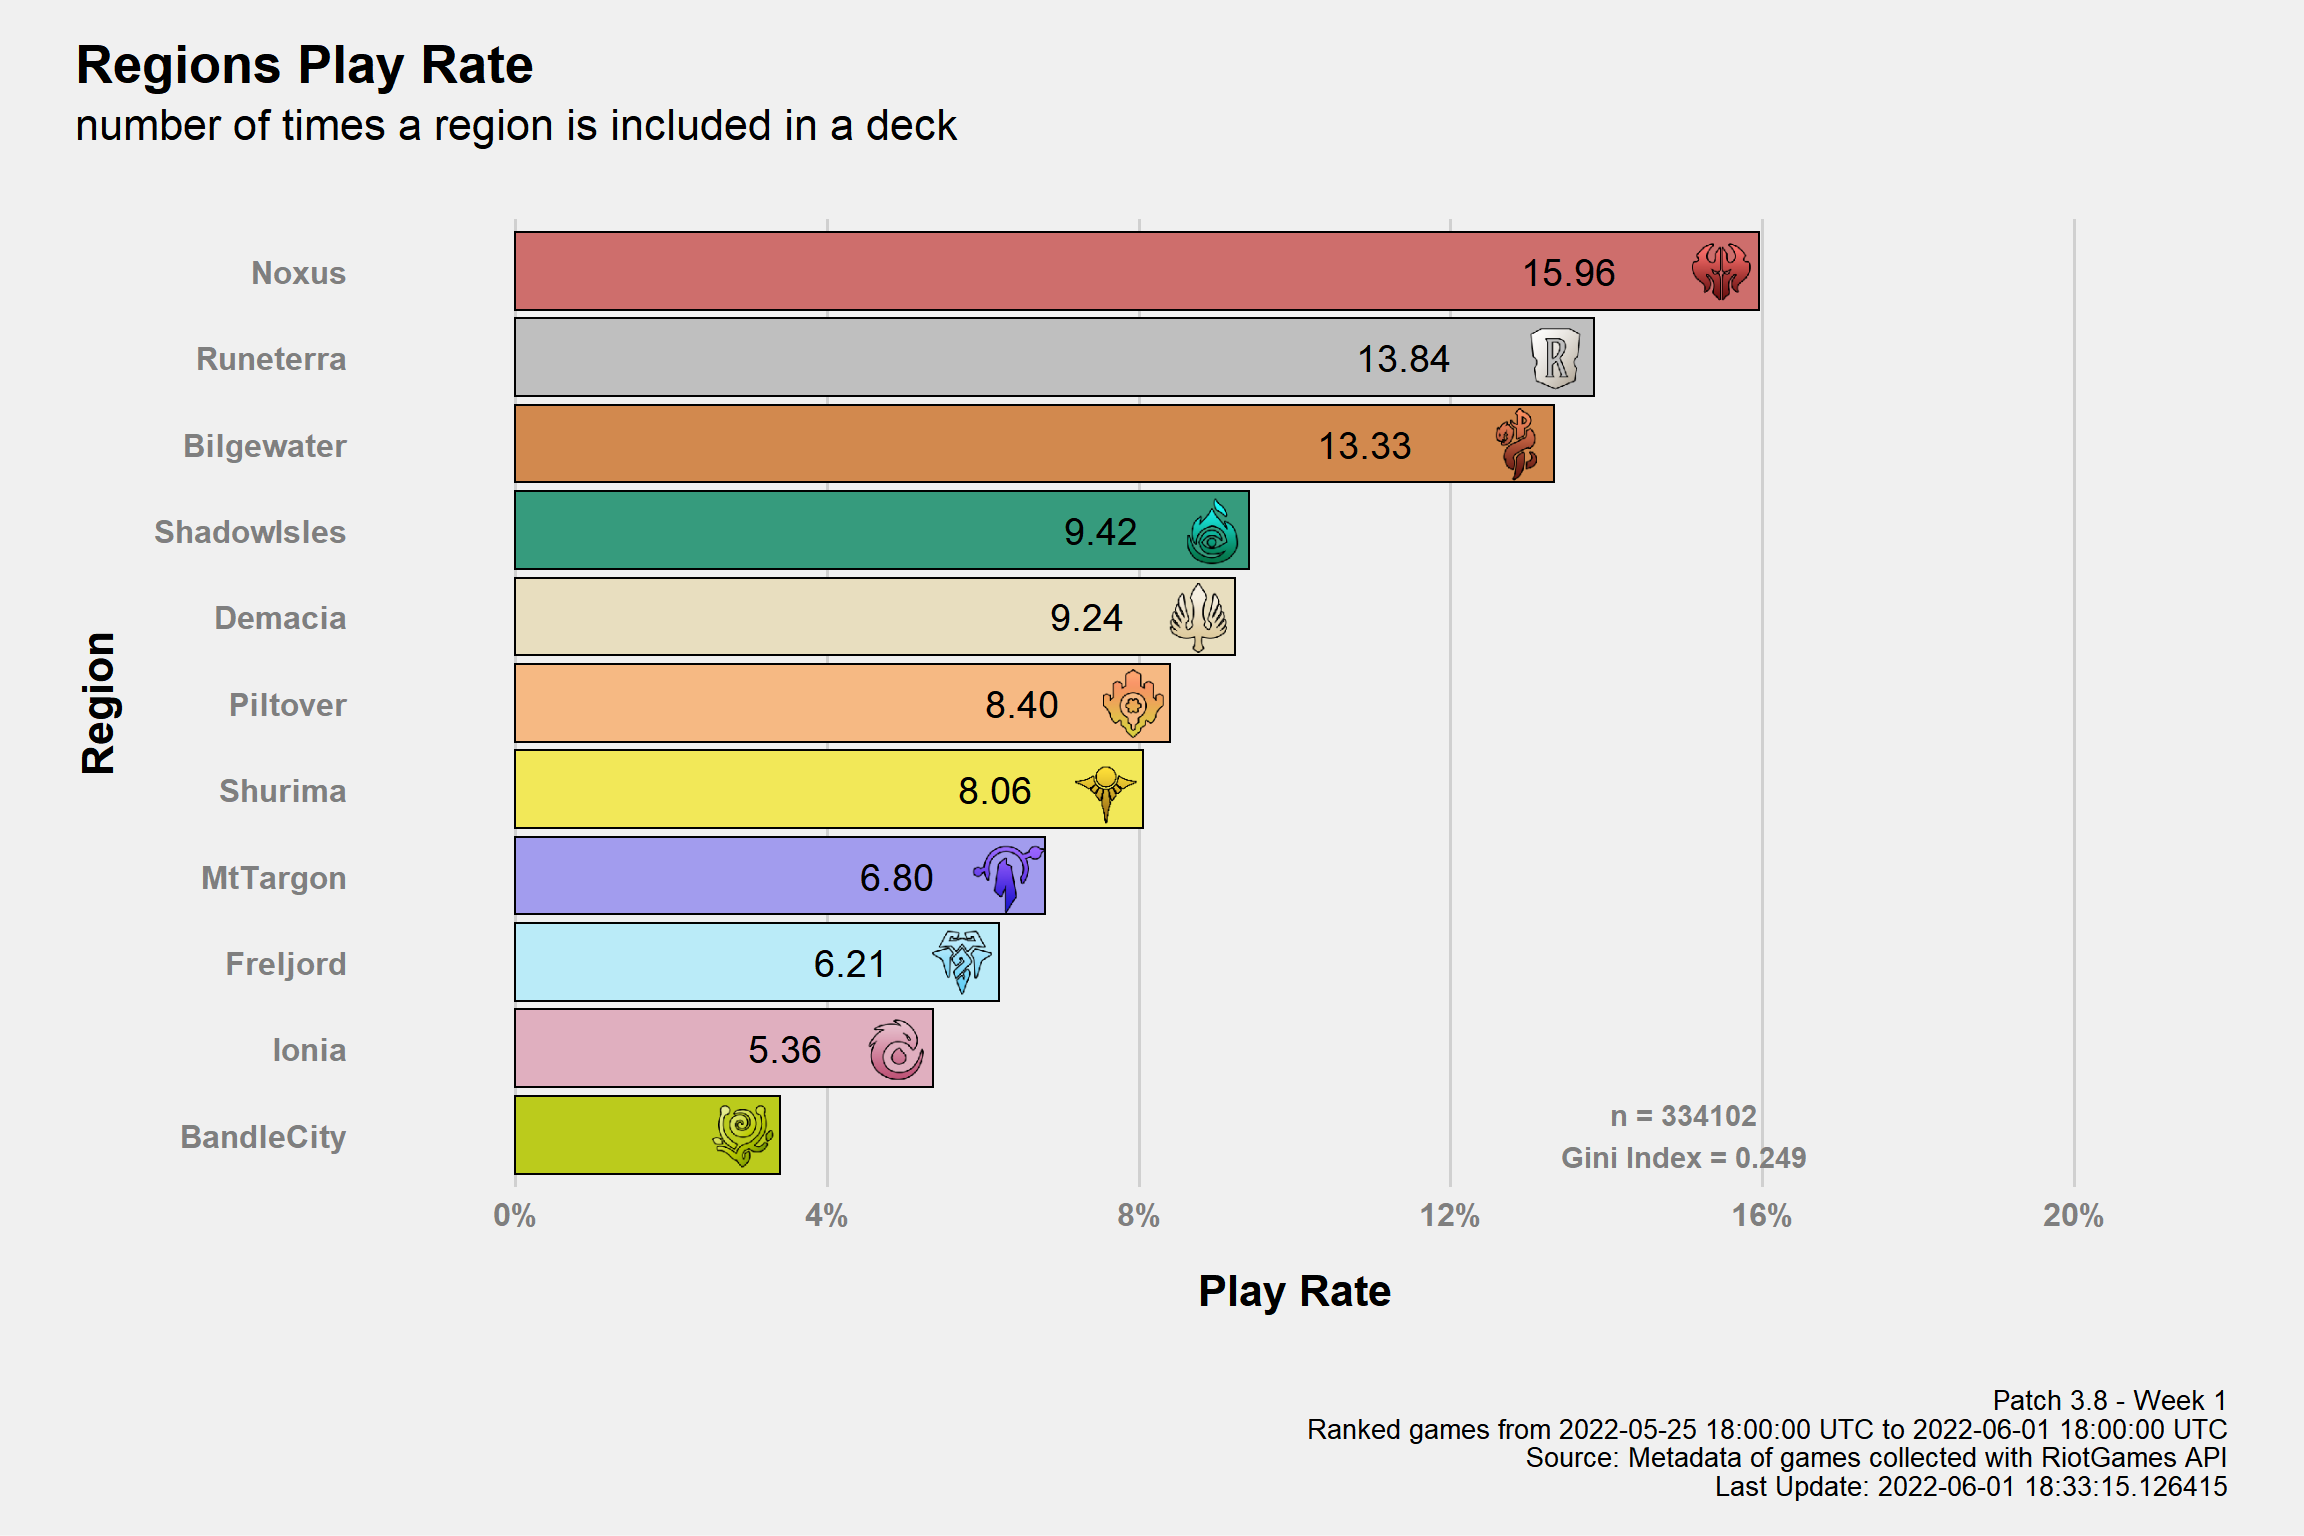 Regions Play Rate
number of times a region is included in a deck
Noxus 15.96
Runeterra 13.84 R
Bilgewater 13.33
ShadowIsles 9.42
Demacia 9.24
Piltover 8.40
Shurima 8.06
MtTargon 6.80
Freljord 6.21
Ionia 5.36
BandleCity
Region
n = 334102
Gini Index = 0.249
0% 4% 8% 12% 16% 20%
Play Rate
Patch 3.8 - Week 1
Ranked games from 2022-05-25 18:00:00 UTC to 2022-06-01 18:00:00 UTC
Source: Metadata of games collected with RiotGames API
Last Update: 2022-06-01 18:33:15.126415